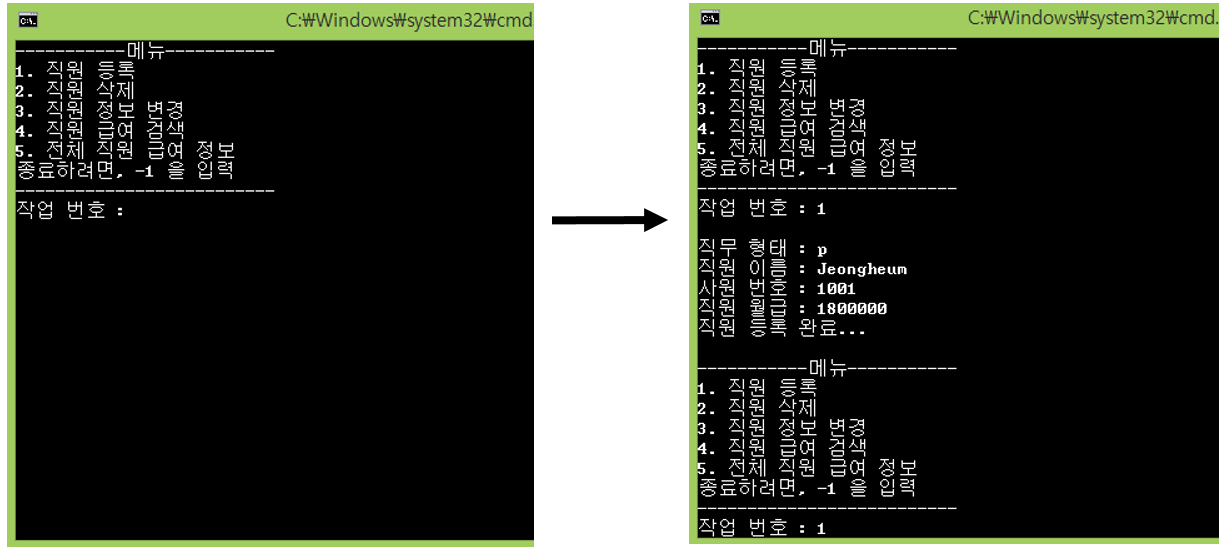 C:\Windows\system32\cmd
-----------메뉴-----------
1. 직원 등록
2. 직원 삭제
3. 직원 정보 변경
4. 직원 급여 검색
5. 전체 직원 급여 정보
종료하려면, -1 을 입력
--------------------------
작업 번호 :
C:\Windows\system32\cmd.
-----------메뉴-----------
1. 직원 등록
2. 직원 삭제
3. 직원 정보 변경
4. 직원 급여 검색
5. 전체 직원 급여 정보
종료하려면, -1 을 입력
--------------------------
작업 번호 : 1
직무 형태 : p
직원 이름 : Jeongheum
사원 번호 : 1001
직원 월급 : 1800000
직원 등록 완료...
-----------메뉴-----------
1. 직원 등록
2. 직원 삭제
3. 직원 정보 변경
4. 직원 급여 검색
5. 전체 직원 급여 정보
종료하려면, -1 을 입력
--------------------------
작업 번호 : 1